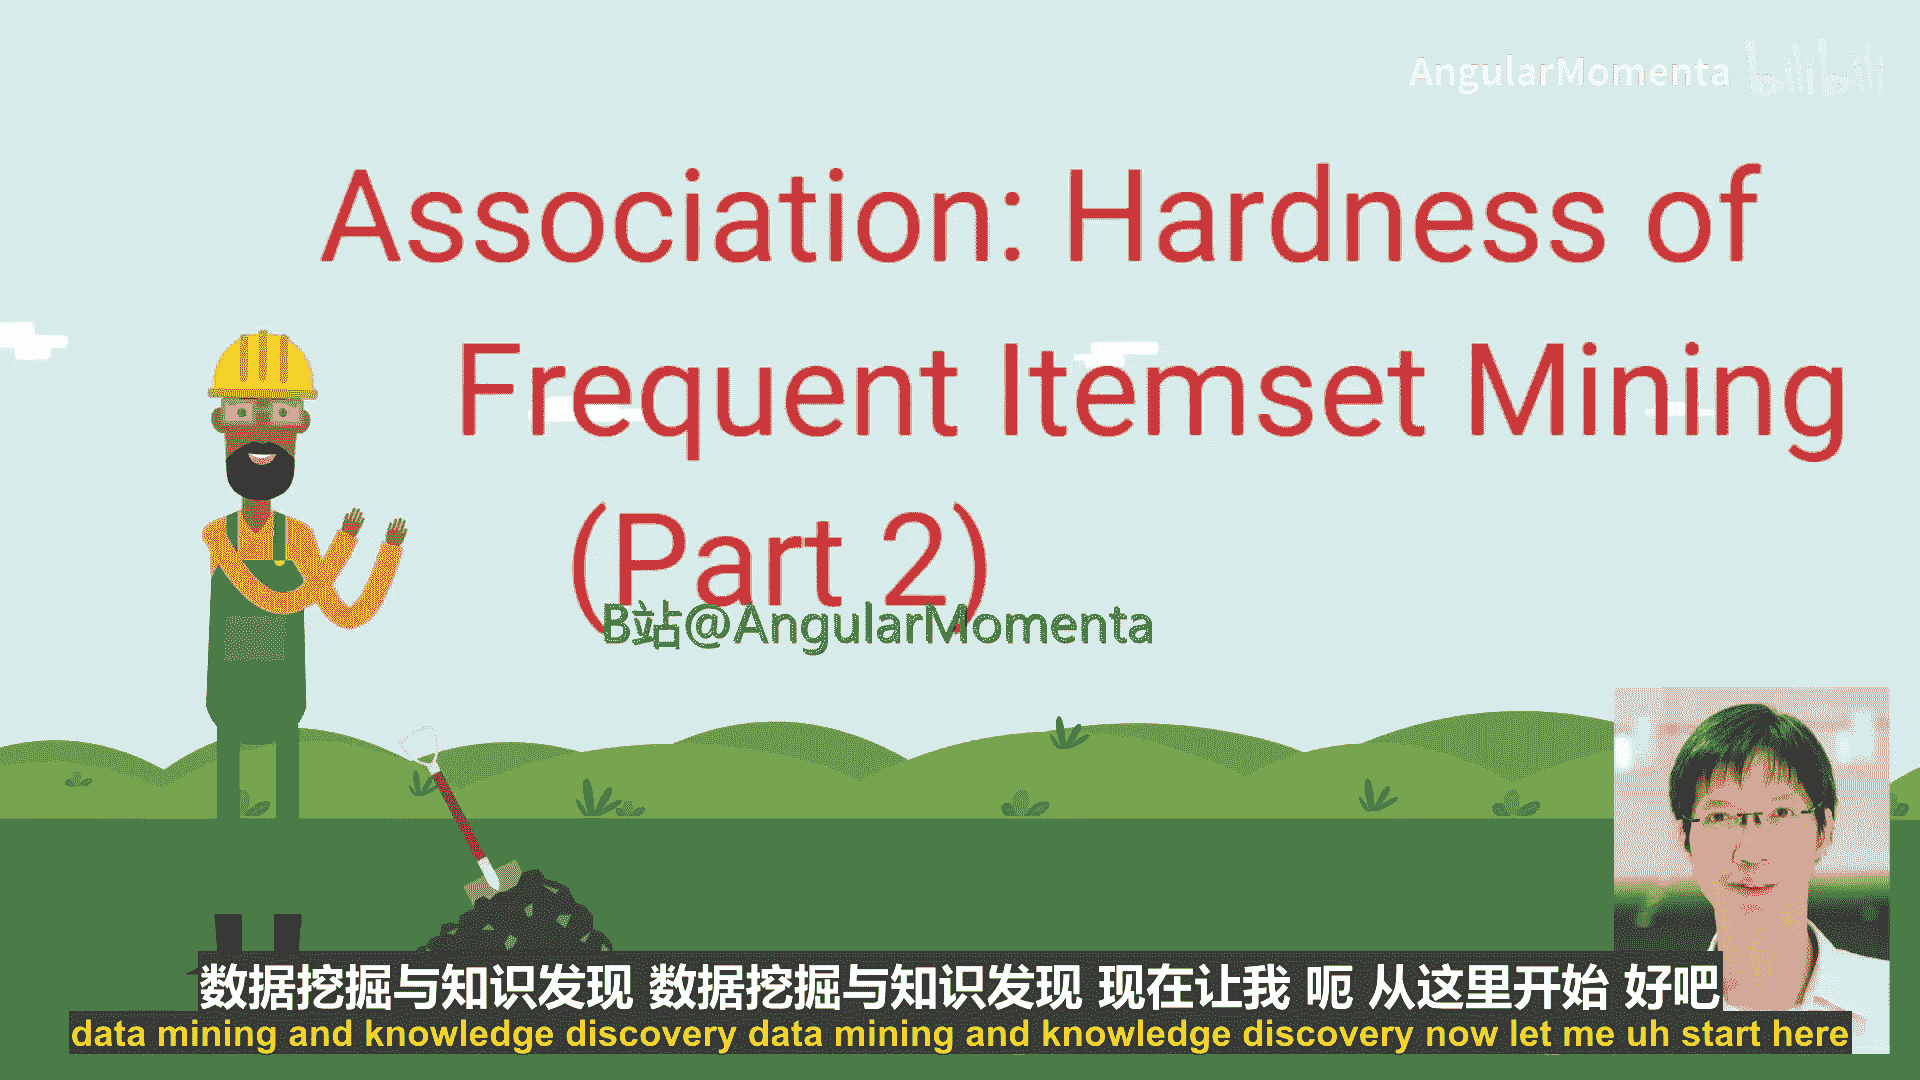 AngularMomenta bilibili
Association: Hardness of
Frequent Itemset Mining
(Part 2)
B站@AngularMomenta
数据挖掘与知识发现 数据挖掘与知识发现 现在让我 呃 从这里开始 好吧
data mining and knowledge discovery data mining and knowledge discovery now let me uh start here